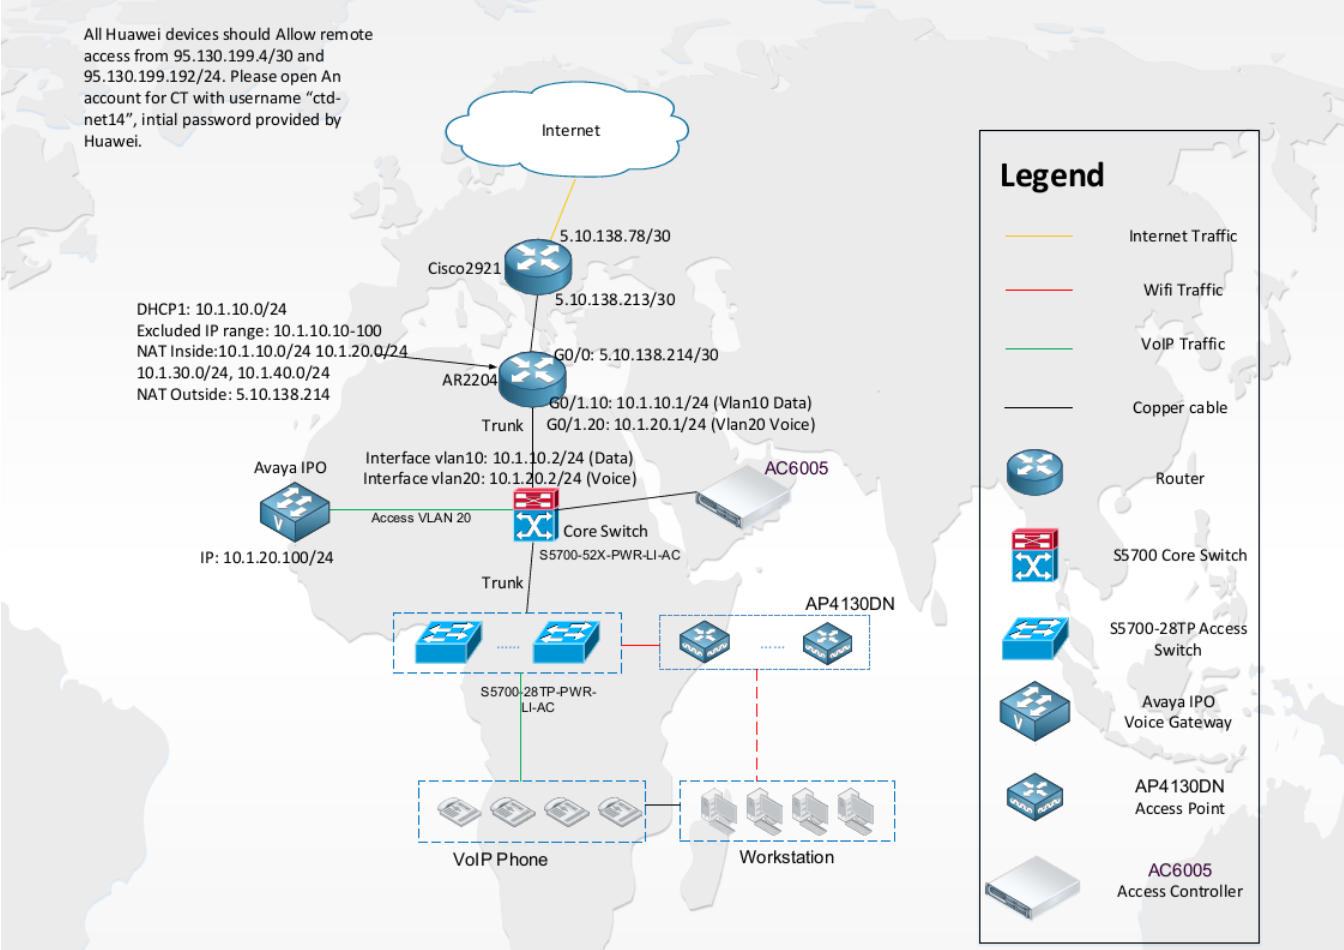 All Huawei devices should Allow remote
access from 95.130.199.4/30 and
95.130.199.192/24. Please open An
account for CT with username “ctd-
net14”, intial password provided by
Huawei.
Internet
5.10.138.78/30
Cisco2921
5.10.138.213/30
DHCP1: 10.1.10.0/24
Excluded IP range: 10.1.10.10-100
NAT Inside:10.1.10.0/24 10.1.20.0/24
10.1.30.0/24, 10.1.40.0/24
NAT Outside: 5.10.138.214
G0/0: 5.10.138.214/30
AR2204
G0/1.10: 10.1.10.1/24 (Vlan10 Data)
G0/1.20: 10.1.20.1/24 (Vlan20 Voice)
Trunk
Interface vlan10: 10.1.10.2/24 (Data)
Interface vlan20: 10.1.20.2/24 (Voice)
Avaya IPO
V
Access VLAN 20
IP: 10.1.20.100/24
AC6005
Core Switch
S5700-52X-PWR-LI-AC
Trunk
AP4130DN
......
......
S5700-28TP-PWR-
LI-AC
VoIP Phone
Workstation
Legend
Internet Traffic
Wifi Traffic
VoIP Traffic
Copper cable
Router
S5700 Core Switch
S5700-28TP Access
Switch
V
Avaya IPO
Voice Gateway
AP4130DN
Access Point
AC6005
Access Controller